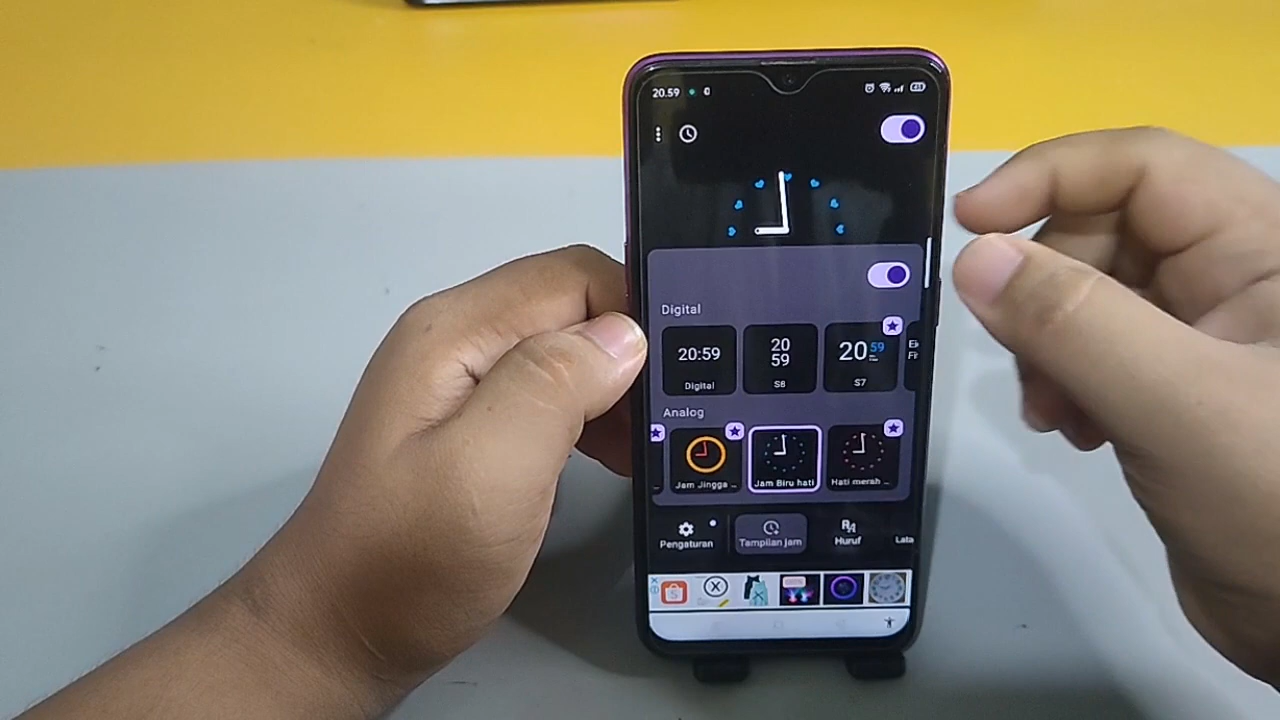 20.59
Digital
20:59
Digital
20
59
S8
20
59
S7
Analog
Jam Jingga ..
Jam Biru hati
Hati merah ..
Pengaturan
Tampilan jam
Huruf
Lata